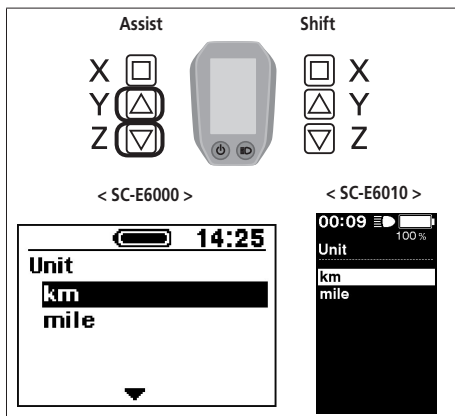 Assist Shift
X X
Y Y
Z Z
< SC-E6000 > < SC-E6010 >
14:25
Unit
km
mile
00:09
100 %
Unit
km
mile